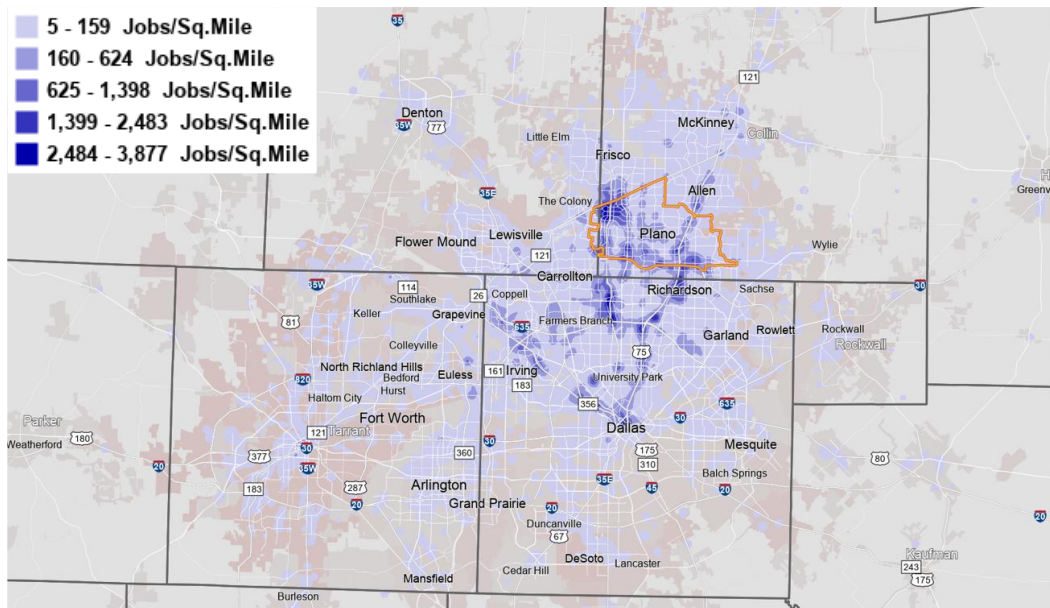 5 - 159 Jobs/Sq.Mile
160 - 624 Jobs/Sq.Mile
625 - 1,398 Jobs/Sq.Mile
1,399 - 2,483 Jobs/Sq.Mile
2,484 - 3,877 Jobs/Sq.Mile
35
121
Denton
35W
77
McKinney
Collin
Little Elm
Frisco
35E
Allen
Greenv
The Colony
Plano
Lewisville
Flower Mound
121
Wylie
Carrollton
35W
114
Southlake
26
Coppell
Richardson
Sachse
30
81
Keller
Grapevine
635
Farmers Branch
Garland
Rowlett
Rockwall
Rockwall
Colleyville
75
North Richland Hills
820
Bedford
Euless
161
Irving
183
University Park
Hurst
Haltom City
356
635
Fort Worth
30
Parker
Weatherford
180
121
Tarrant
30
Dallas
Mesquite
377
30
360
175
310
80
20
35W
Balch Springs
183
287
Arlington
35E
45
20
20
Grand Prairie
20
20
Duncanville
67
Kaufman
DeSoto
Lancaster
Cedar Hill
243
175
Mansfield
Burleson